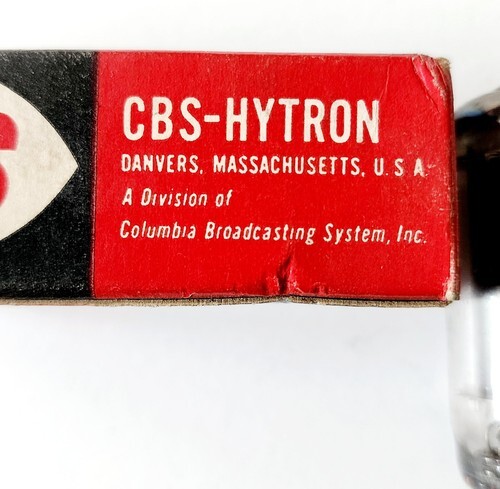 CBS-HYTRON
DANVERS, MASSACHUSETTS, U.S.A.
A Division of
Columbia Broadcasting System, Inc.